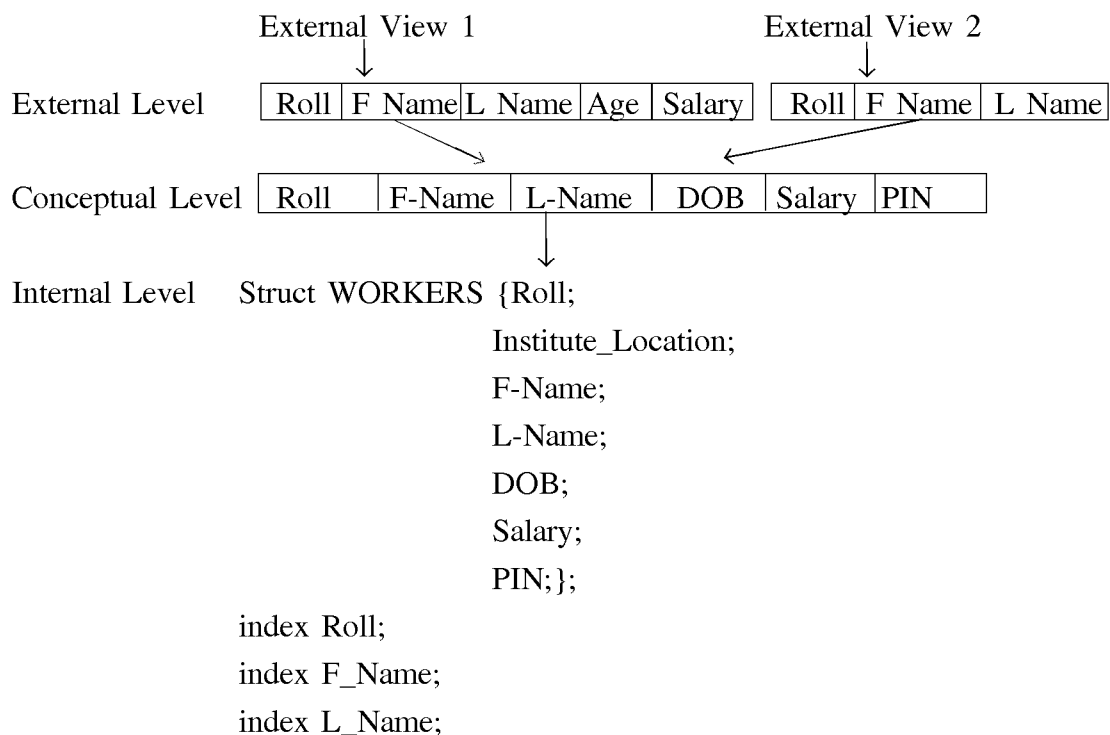 External View 1 External View 2
External Level Roll F Name L Name Age Salary Roll F Name L Name
Conceptual Level Roll F-Name L-Name DOB Salary PIN
Internal Level Struct WORKERS {Roll;
Institute_Location;
F-Name;
L-Name;
DOB;
Salary;
PIN;};
index Roll;
index F_Name;
index L_Name;